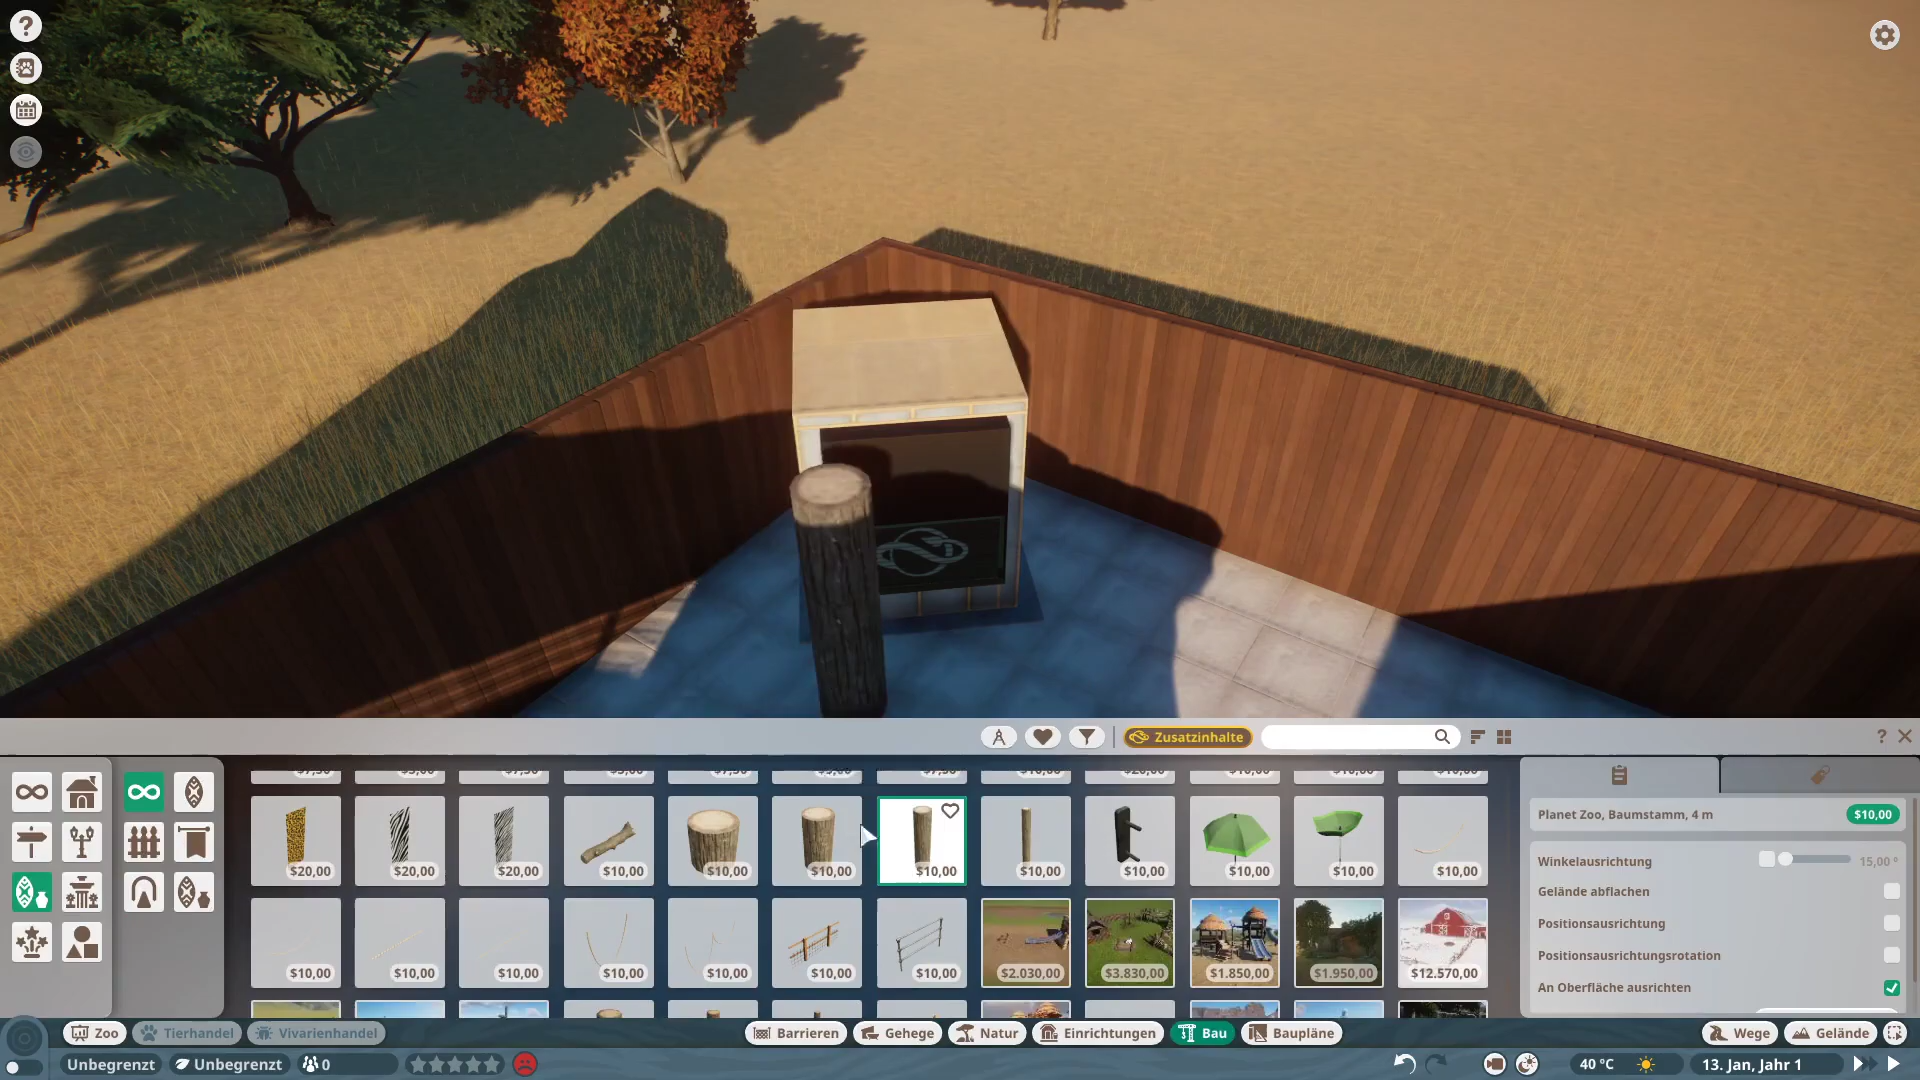 Zusatzinhalte
$20,00 $20,00 $20,00 $10,00 $10,00 $10,00 $10,00 $10,00 $10,00 $10,00 $10,00 $10,00
$10,00 $10,00 $10,00 $10,00 $10,00 $10,00 $10,00 $2.030,00 $3.830,00 $1.850,00 $1.950,00 $12.570,00
Planet Zoo, Baumstamm, 4 m $10,00
Winkelausrichtung 15,00 °
Gelände abflachen
Positionsausrichtung
Positionsausrichtungsrotation
An Oberfläche ausrichten
Zoo Tierhandel Vivarienhandel Barrieren Gehege Natur Einrichtungen Bau Baupläne Wege Gelände
Unbegrenzt Unbegrenzt 0 40 °C 13. Jan, Jahr 1